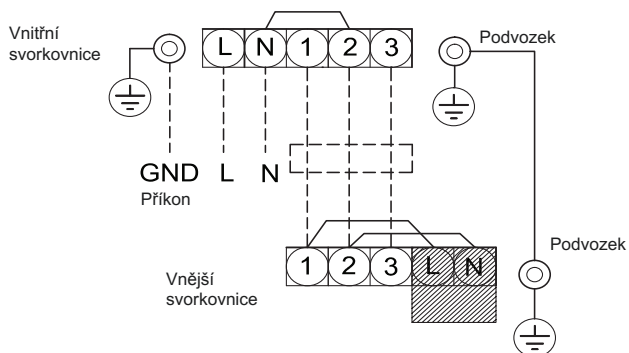 Vnitřní
svorkovnice
L N 1 2 3
Podvozek
GND L N
Příkon
1 2 3 L N
Podvozek
Vnější
svorkovnice